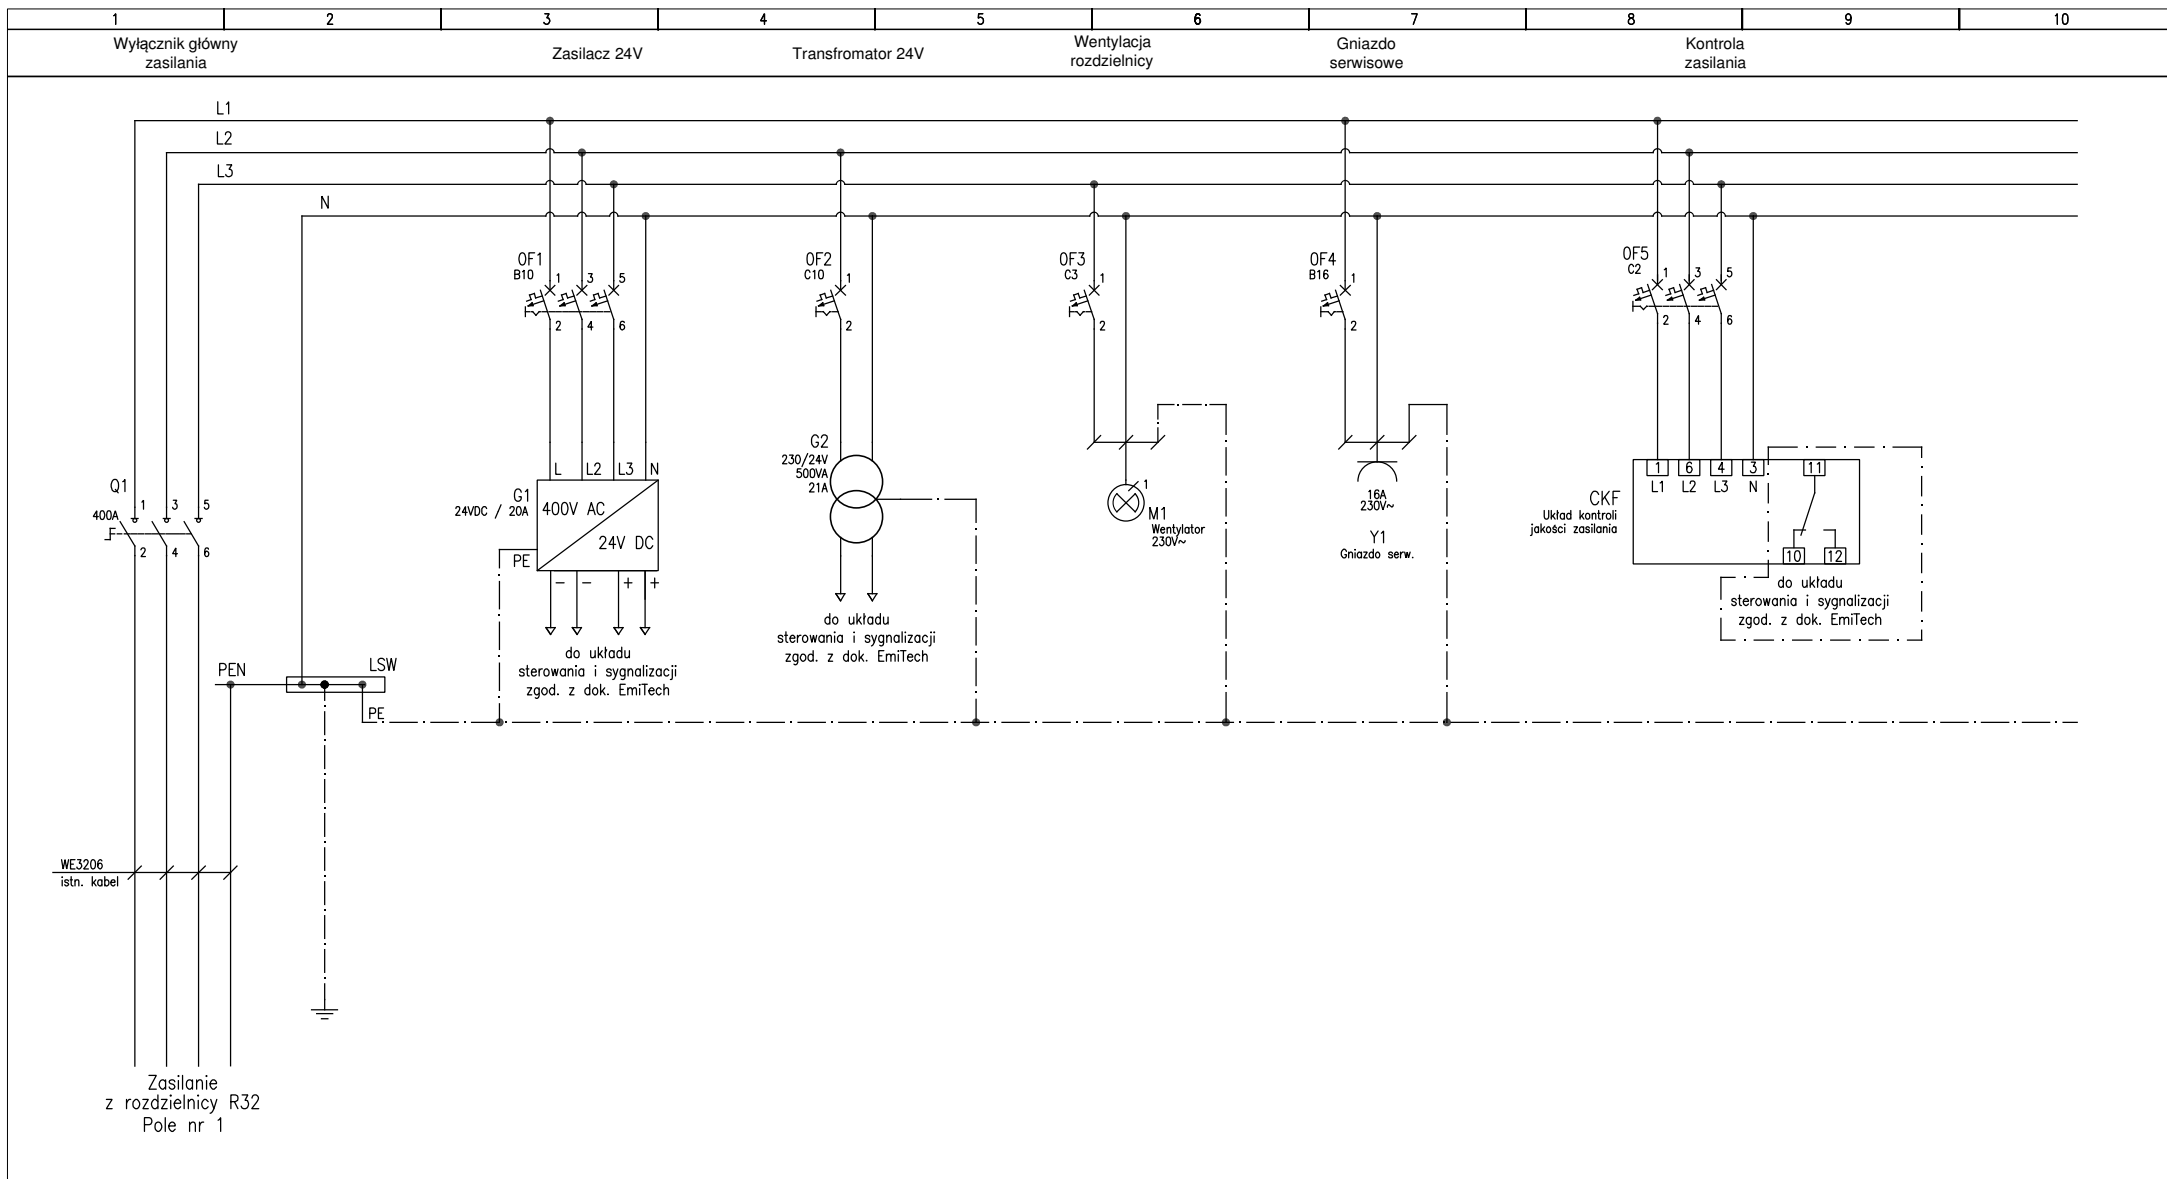 1 2 3 4 5 6 7 8 9 10
Wyłącznik główny
zasilania
Zasilacz 24V
Transfromator 24V
Wentylacja
rozdzielnicy
Gniazdo
serwisowe
Kontrola
zasilania
L1
L2
L3
N
Q1
400A
1 3 5
2 4 6
PEN
LSW
PE
WE3206
istn. kabel
Zasilanie
z rozdzielnicy R32
Pole nr 1
0F1
B10
1 3 5
2 4 6
L L2 L3 N
G1
24VDC / 20A
400V AC
24V DC
PE
- - + +
do układu
sterowania i sygnalizacji
zgod. z dok. EmiTech
0F2
C10
1
2
G2
230/24V
500VA
21A
do układu
sterowania i sygnalizacji
zgod. z dok. EmiTech
0F3
C3
1
2
1
M1
Wentylator
230V~
0F4
B16
1
2
16A
230V~
Y1
Gniazdo serw.
0F5
C2
1 3 5
2 4 6
1 6 4 3 11
L1 L2 L3 N
CKF
Układ kontroli
jakości zasilania
10 12
do układu
sterowania i sygnalizacji
zgod. z dok. EmiTech